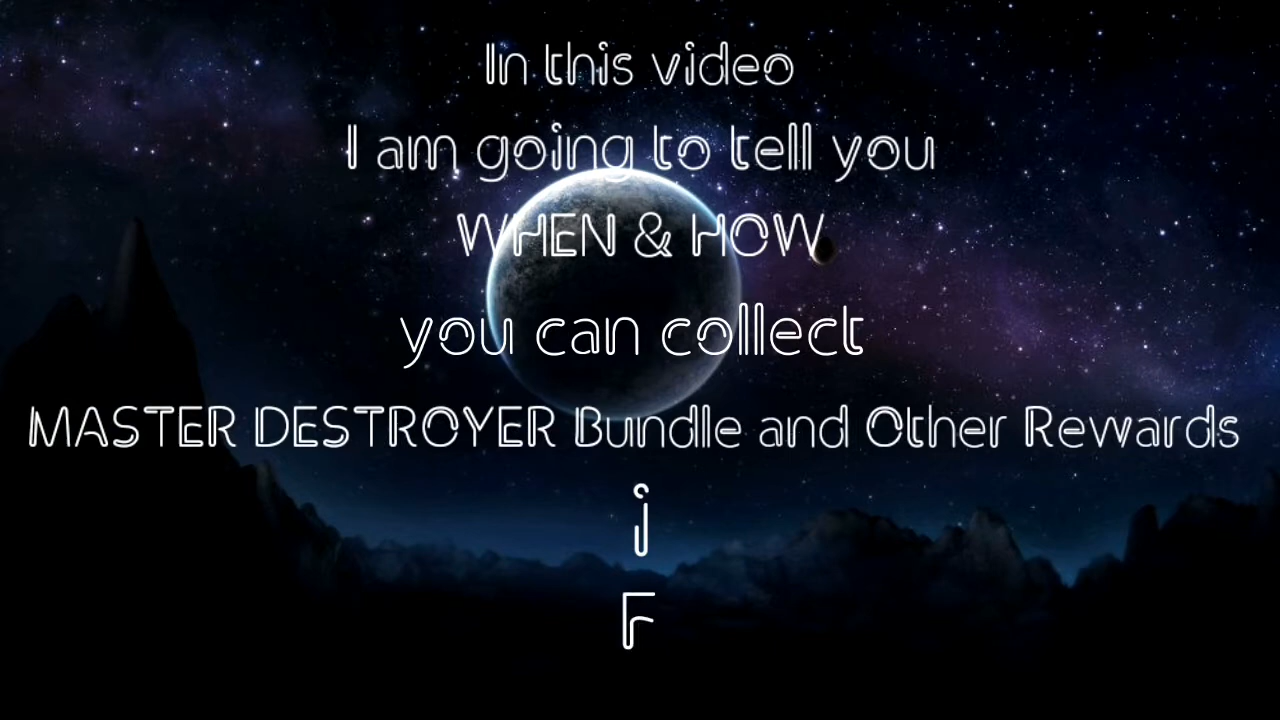 In this video
I am going to tell you
WHEN & HOW
you can collect
MASTER DESTROYER Bundle and Other Rewards
i
F